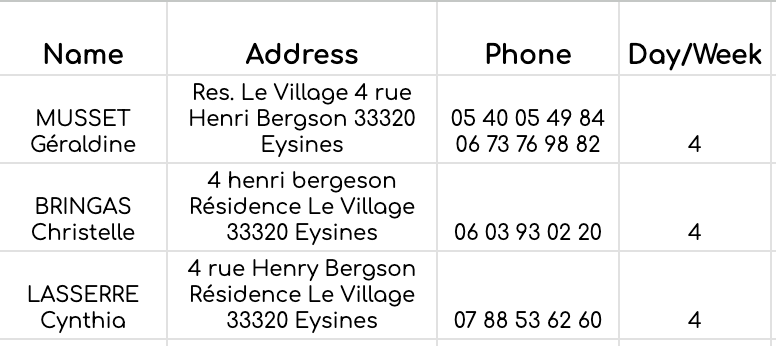 Name Address Phone Day/Week
MUSSET
Géraldine
Res. Le Village 4 rue
Henri Bergson 33320
Eysines
05 40 05 49 84
06 73 76 98 82
4
BRINGAS
Christelle
4 henri bergeson
Résidence Le Village
33320 Eysines
06 03 93 02 20
4
LASSERRE
Cynthia
4 rue Henry Bergson
Résidence Le Village
33320 Eysines
07 88 53 62 60
4